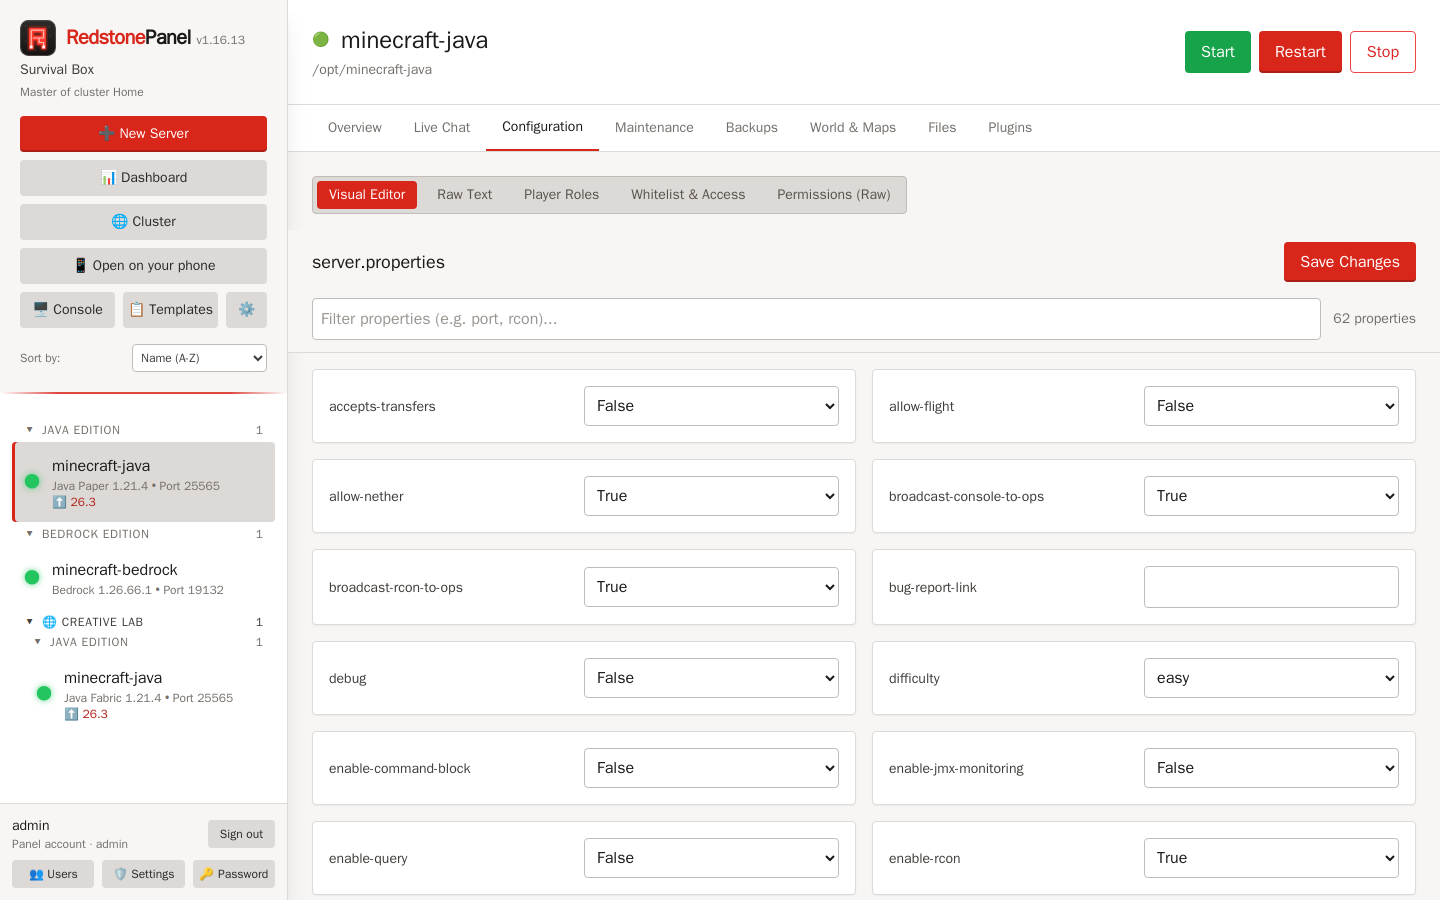 RedstonePanel v1.16.13
Survival Box
Master of cluster Home
➕ New Server
📊 Dashboard
🌐 Cluster
📱 Open on your phone
🖥️ Console
📋 Templates
⚙️
Sort by:
Name (A-Z)
▼ JAVA EDITION 1
minecraft-java
Java Paper 1.21.4 • Port 25565
⬆️ 26.3
▼ BEDROCK EDITION 1
minecraft-bedrock
Bedrock 1.26.66.1 • Port 19132
▼ 🌐 CREATIVE LAB 1
▼ JAVA EDITION 1
minecraft-java
Java Fabric 1.21.4 • Port 25565
⬆️ 26.3
admin
Panel account · admin
Sign out
👥 Users
🛡️ Settings
🔑 Password
minecraft-java
/opt/minecraft-java
Start
Restart
Stop
Overview
Live Chat
Configuration
Maintenance
Backups
World & Maps
Files
Plugins
Visual Editor
Raw Text
Player Roles
Whitelist & Access
Permissions (Raw)
server.properties
Save Changes
Filter properties (e.g. port, rcon)...
62 properties
accepts-transfers
False
allow-flight
False
allow-nether
True
broadcast-console-to-ops
True
broadcast-rcon-to-ops
True
bug-report-link
debug
False
difficulty
easy
enable-command-block
False
enable-jmx-monitoring
False
enable-query
False
enable-rcon
True